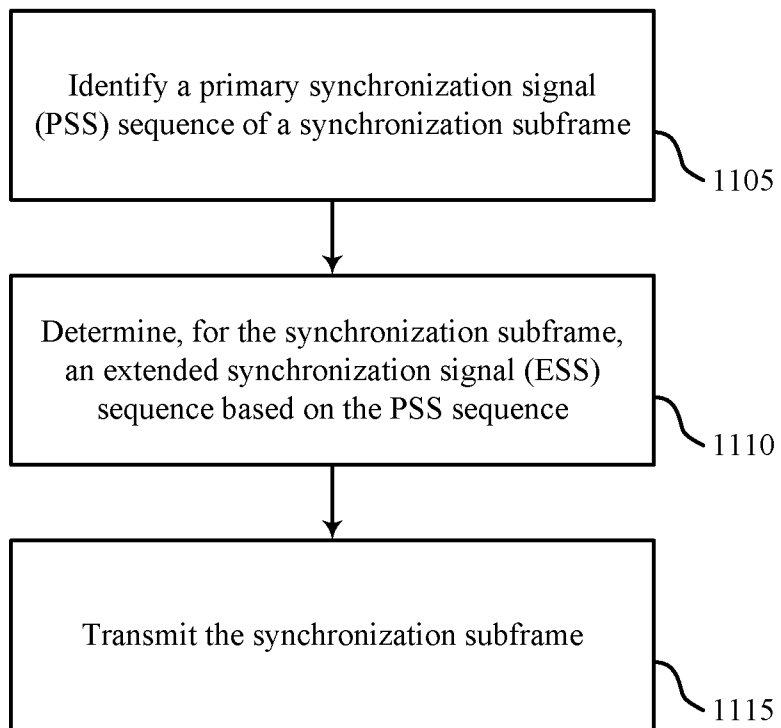 Identify a primary synchronization signal
(PSS) sequence of a synchronization subframe
1105
Determine, for the synchronization subframe,
an extended synchronization signal (ESS)
sequence based on the PSS sequence
1110
Transmit the synchronization subframe
1115